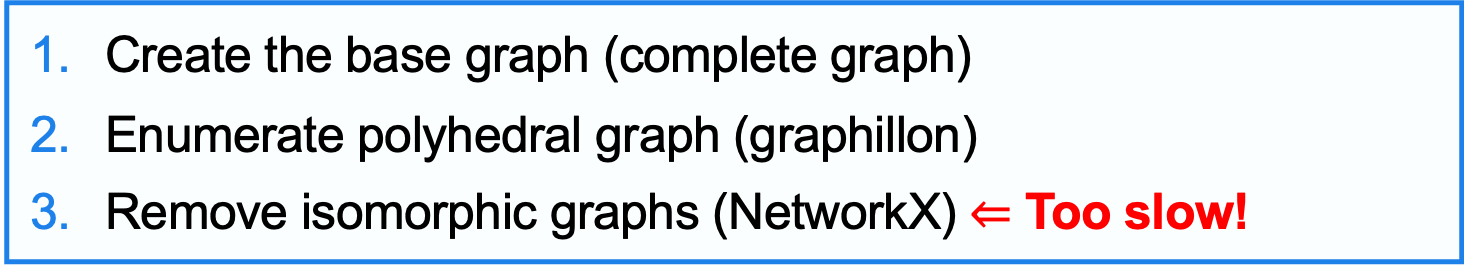 1. Create the base graph (complete graph)
2. Enumerate polyhedral graph (graphillon)
3. Remove isomorphic graphs (NetworkX) ⇐ Too slow!